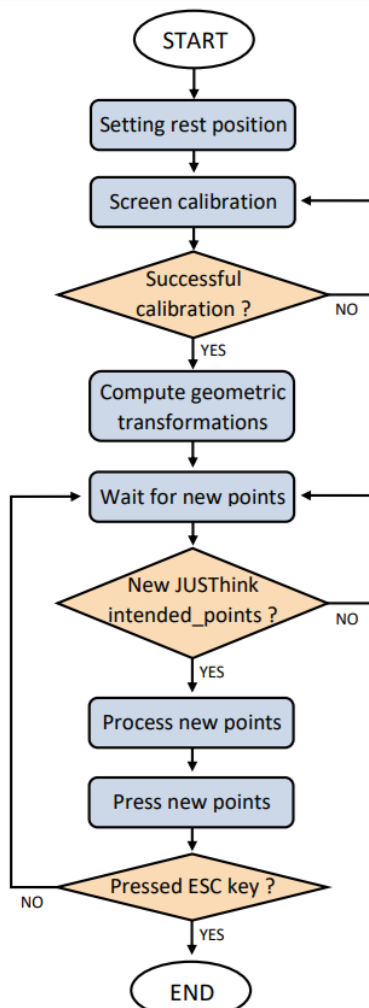 START
Setting rest position
Screen calibration
Successful
calibration ?
NO
YES
Compute geometric
transformations
Wait for new points
New JUSThink
intended_points ?
NO
YES
Process new points
Press new points
Pressed ESC key ?
NO
YES
END